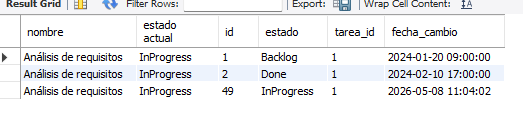 Result Grid Filter Rows: Export: Wrap Cell Content:
nombre estado actual id estado tarea_id fecha_cambio
Análisis de requisitos InProgress 1 Backlog 1 2024-01-20 09:00:00
Análisis de requisitos InProgress 2 Done 1 2024-02-10 17:00:00
Análisis de requisitos InProgress 49 InProgress 1 2026-05-08 11:04:02